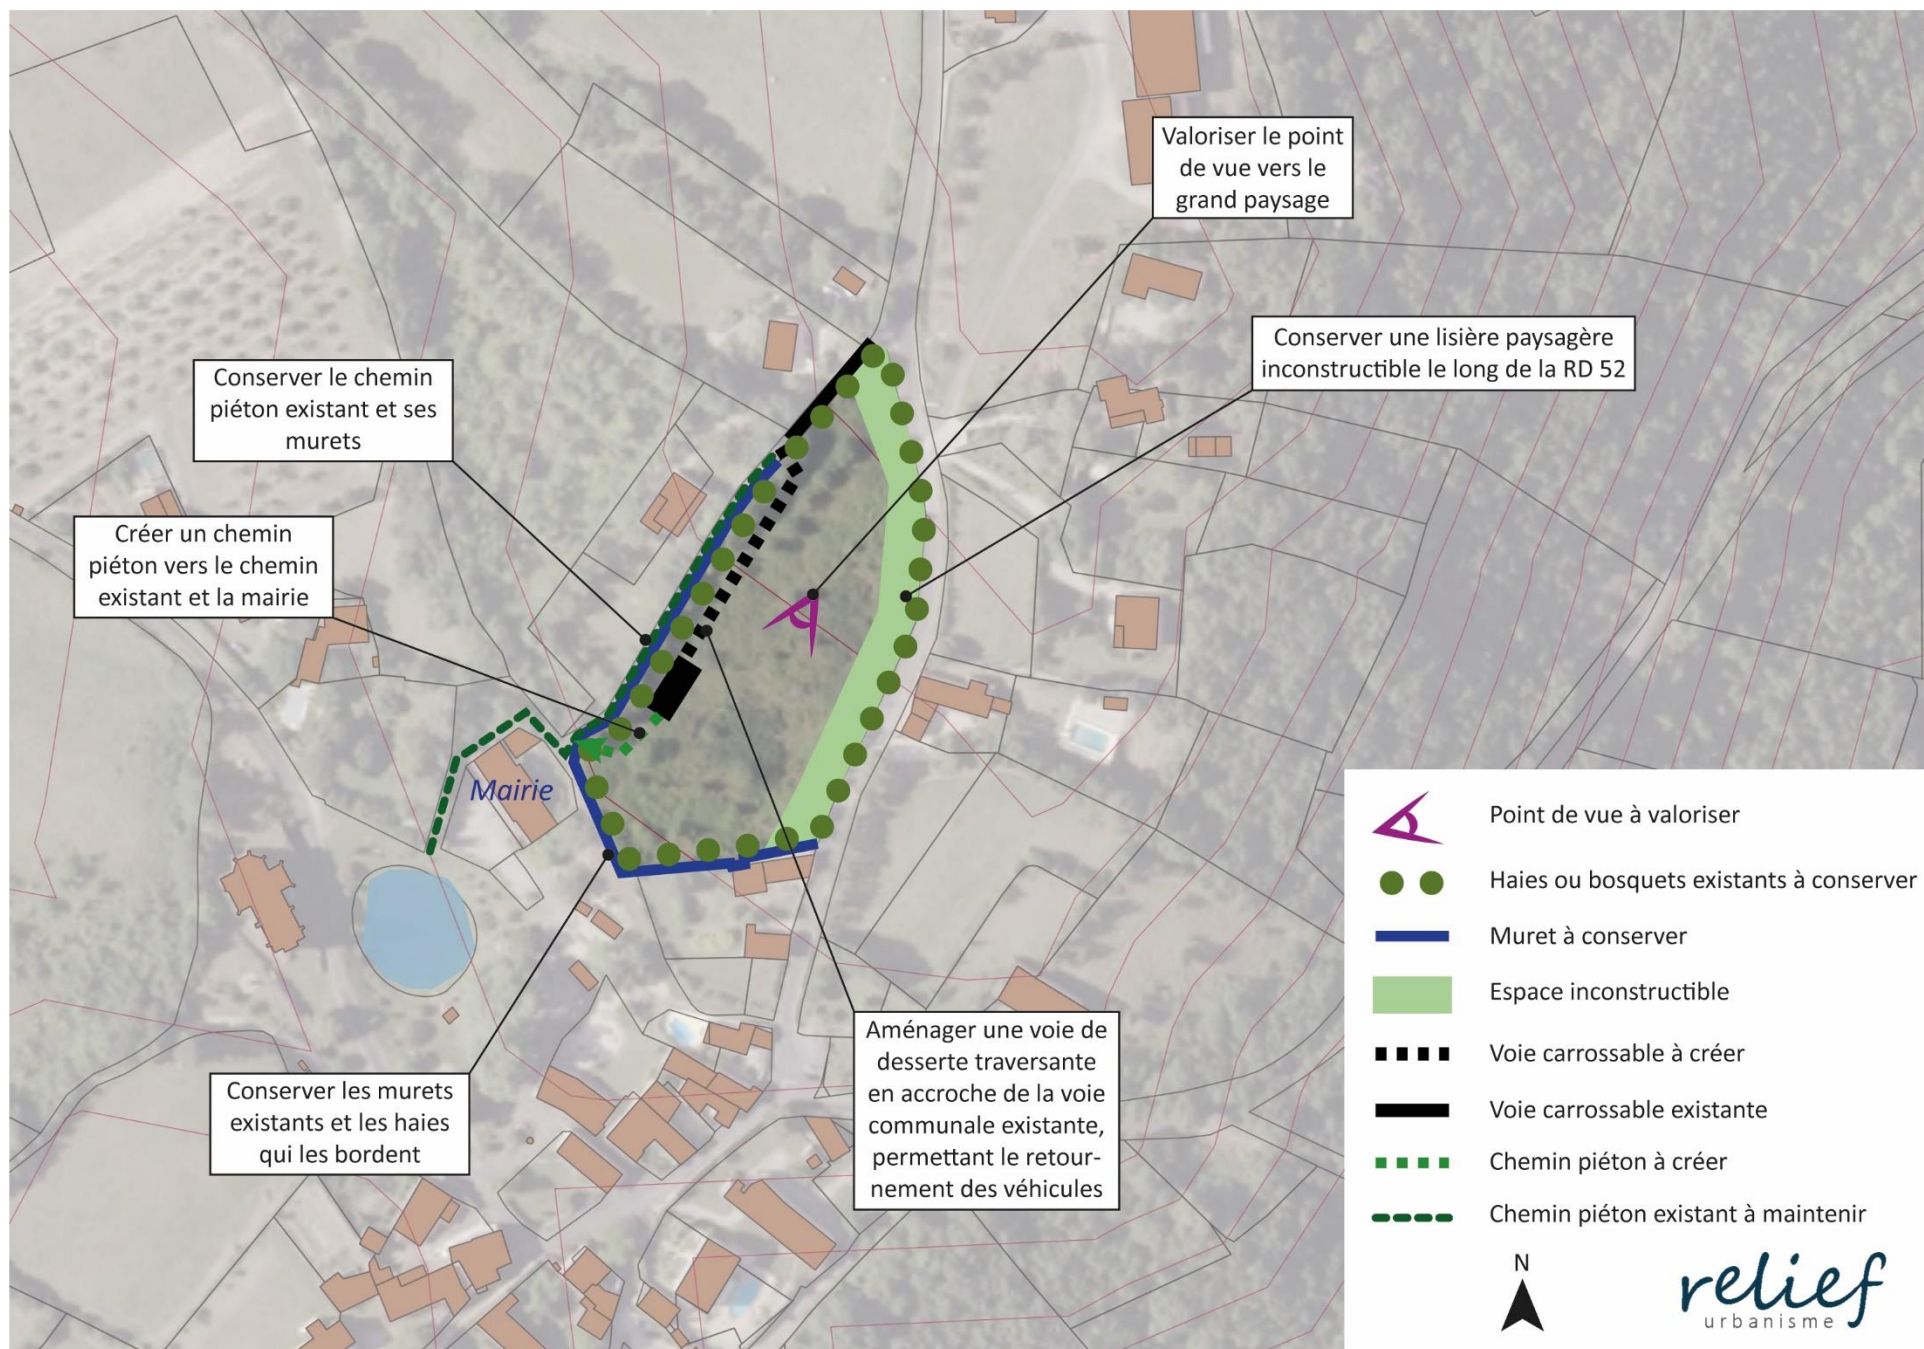 Valoriser le point
de vue vers le
grand paysage
Conserver une lisière paysagère
inconstructible le long de la RD 52
Conserver le chemin
piéton existant et ses
murets
Créer un chemin
piéton vers le chemin
existant et la mairie
Mairie
Conserver les murets
existants et les haies
qui les bordent
Aménager une voie de
desserte traversante
en accroche de la voie
communale existante,
permettant le retour-
nement des véhicules
Point de vue à valoriser
Haies ou bosquets existants à conserver
Muret à conserver
Espace inconstructible
Voie carrossable à créer
Voie carrossable existante
Chemin piéton à créer
Chemin piéton existant à maintenir
N
relief
urbanisme